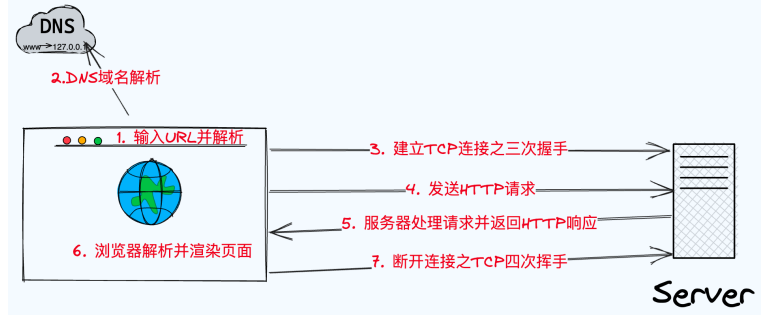 DNS
www→127.0.0.1
2.DNS域名解析
1. 输入URL并解析
3. 建立TCP连接之三次握手
4. 发送HTTP请求
5. 服务器处理请求并返回HTTP响应
6. 浏览器解析并渲染页面
7. 断开连接之TCP四次挥手
Server